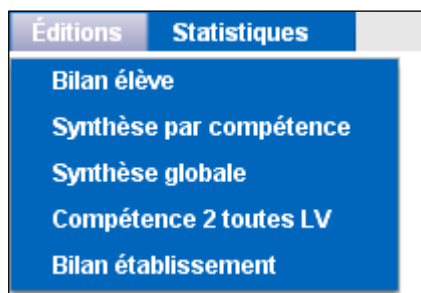 Éditions Statistiques
Bilan élève
Synthèse par compétence
Synthèse globale
Compétence 2 toutes LV
Bilan établissement